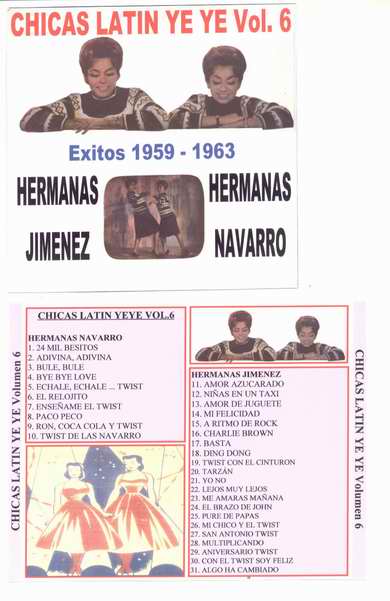 CHICAS LATIN YE YE Vol. 6
Exitos 1959 - 1963
HERMANAS
JIMENEZ
HERMANAS
NAVARRO
CHICAS LATIN YE YE Volumen 6
CHICAS LATIN YEYE VOL.6
HERMANAS NAVARRO
1. 24 MIL BESITOS
2. ADIVINA, ADIVINA
3. BULE, BULE
4. BYE BYE LOVE
5. ECHALE, ECHALE ... TWIST
6. EL RELOJITO
7. ENSEÑAME EL TWIST
8. PACO PECO
9. RON, COCA COLA Y TWIST
10. TWIST DE LAS NAVARRO
HERMANAS JIMENEZ
11. AMOR AZUCARADO
12. NIÑAS EN UN TAXI
13. AMOR DE JUGUETE
14. MI FELICIDAD
15. A RITMO DE ROCK
16. CHARLIE BROWN
17. BASTA
18. DING DONG
19. TWIST CON EL CINTURON
20. TARZÁN
21. YO NO
22. LEJOS MUY LEJOS
23. ME AMARAS MAÑANA
24. EL BRAZO DE JOHN
25. PURE DE PAPAS
26. MI CHICO Y EL TWIST
27. SAN ANTONIO TWIST
28. MULTIPLICANDO
29. ANIVERSARIO TWIST
30. CON EL TWIST SOY FELIZ
31. ALGO HA CAMBIADO
CHICAS LATIN YE YE Volumen 6